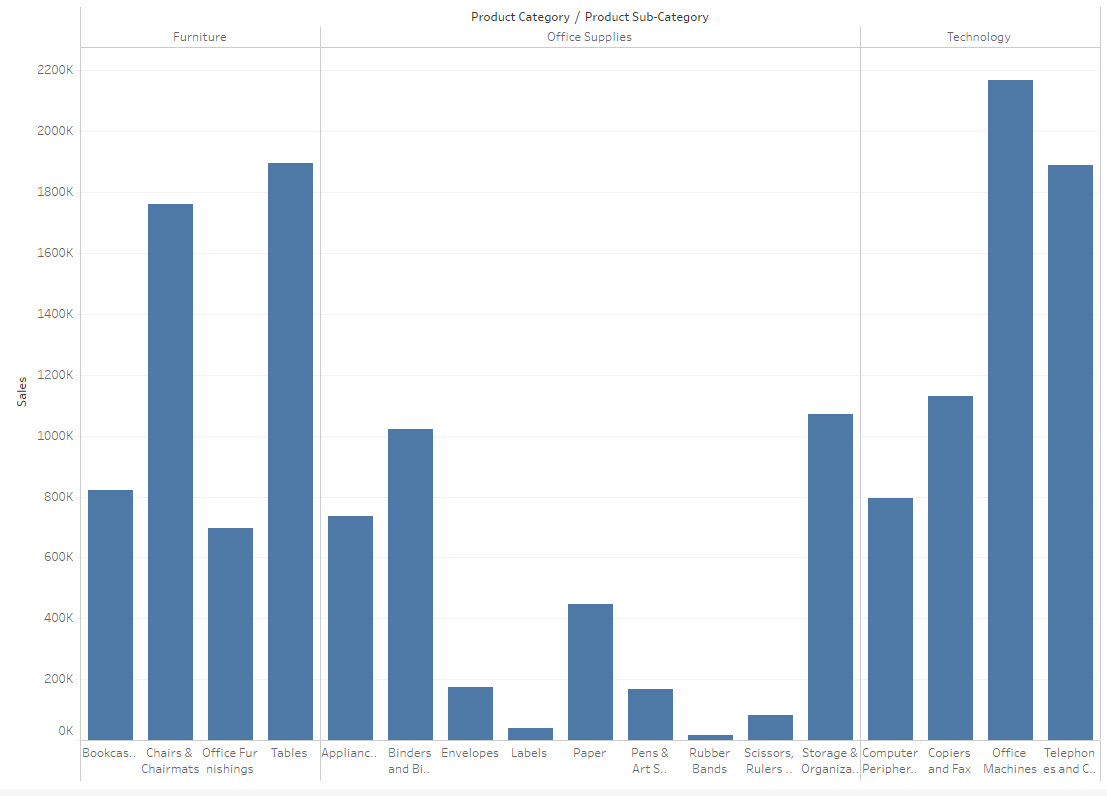 Product Category / Product Sub-Category
Furniture
Office Supplies
Technology
2200K
2000K
1800K
1600K
1400K
1200K
1000K
800K
600K
400K
200K
0K
Sales
Bookcas..
Chairs &
Chairmats
Office Fur
nishings
Tables
Applianc..
Binders
and Bi..
Envelopes
Labels
Paper
Pens &
Art S..
Rubber
Bands
Scissors,
Rulers ..
Storage &
Organiza..
Computer
Peripher..
Copiers
and Fax
Office
Machines
Telephon
es and C..